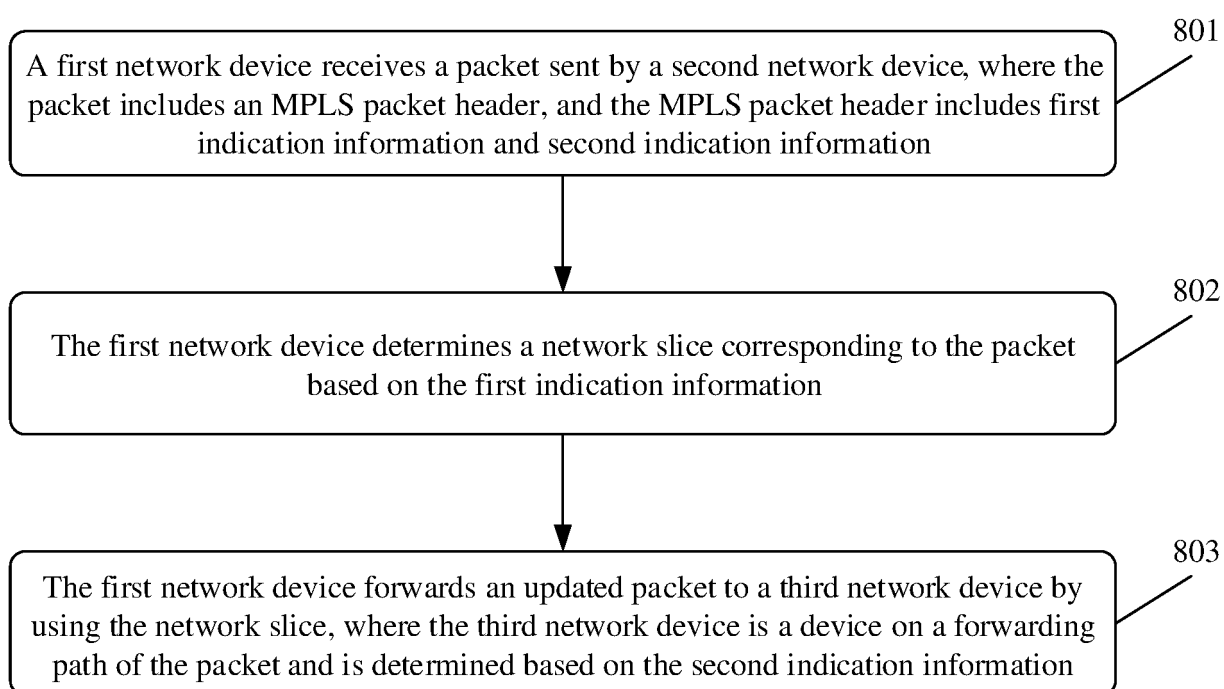 801
A first network device receives a packet sent by a second network device, where the
packet includes an MPLS packet header, and the MPLS packet header includes first
indication information and second indication information
802
The first network device determines a network slice corresponding to the packet
based on the first indication information
803
The first network device forwards an updated packet to a third network device by
using the network slice, where the third network device is a device on a forwarding
path of the packet and is determined based on the second indication information